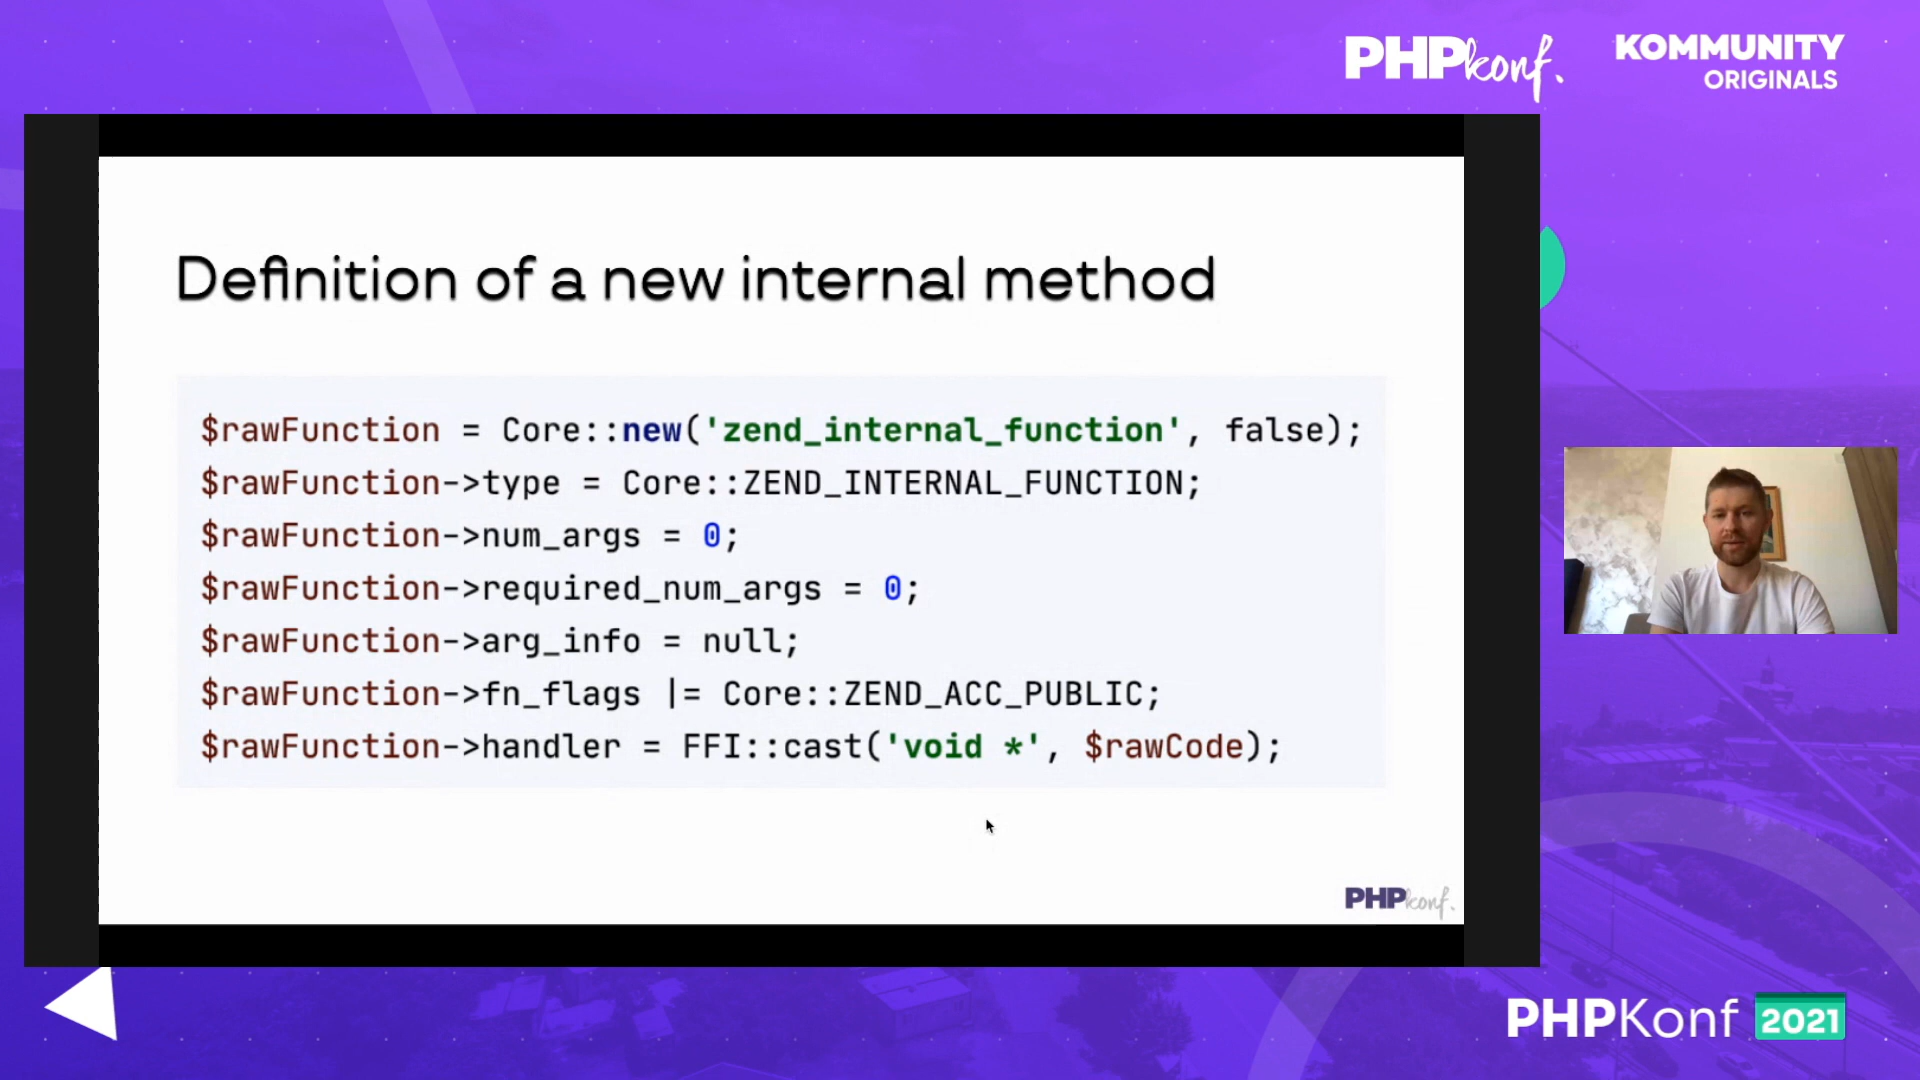 PHPkonf.
KOMMUNITY
ORIGINALS
Definition of a new internal method
$rawFunction = Core::new('zend_internal_function', false);
$rawFunction->type = Core::ZEND_INTERNAL_FUNCTION;
$rawFunction->num_args = 0;
$rawFunction->required_num_args = 0;
$rawFunction->arg_info = null;
$rawFunction->fn_flags |= Core::ZEND_ACC_PUBLIC;
$rawFunction->handler = FFI::cast('void *', $rawCode);
PHPkonf.
PHPKonf 2021